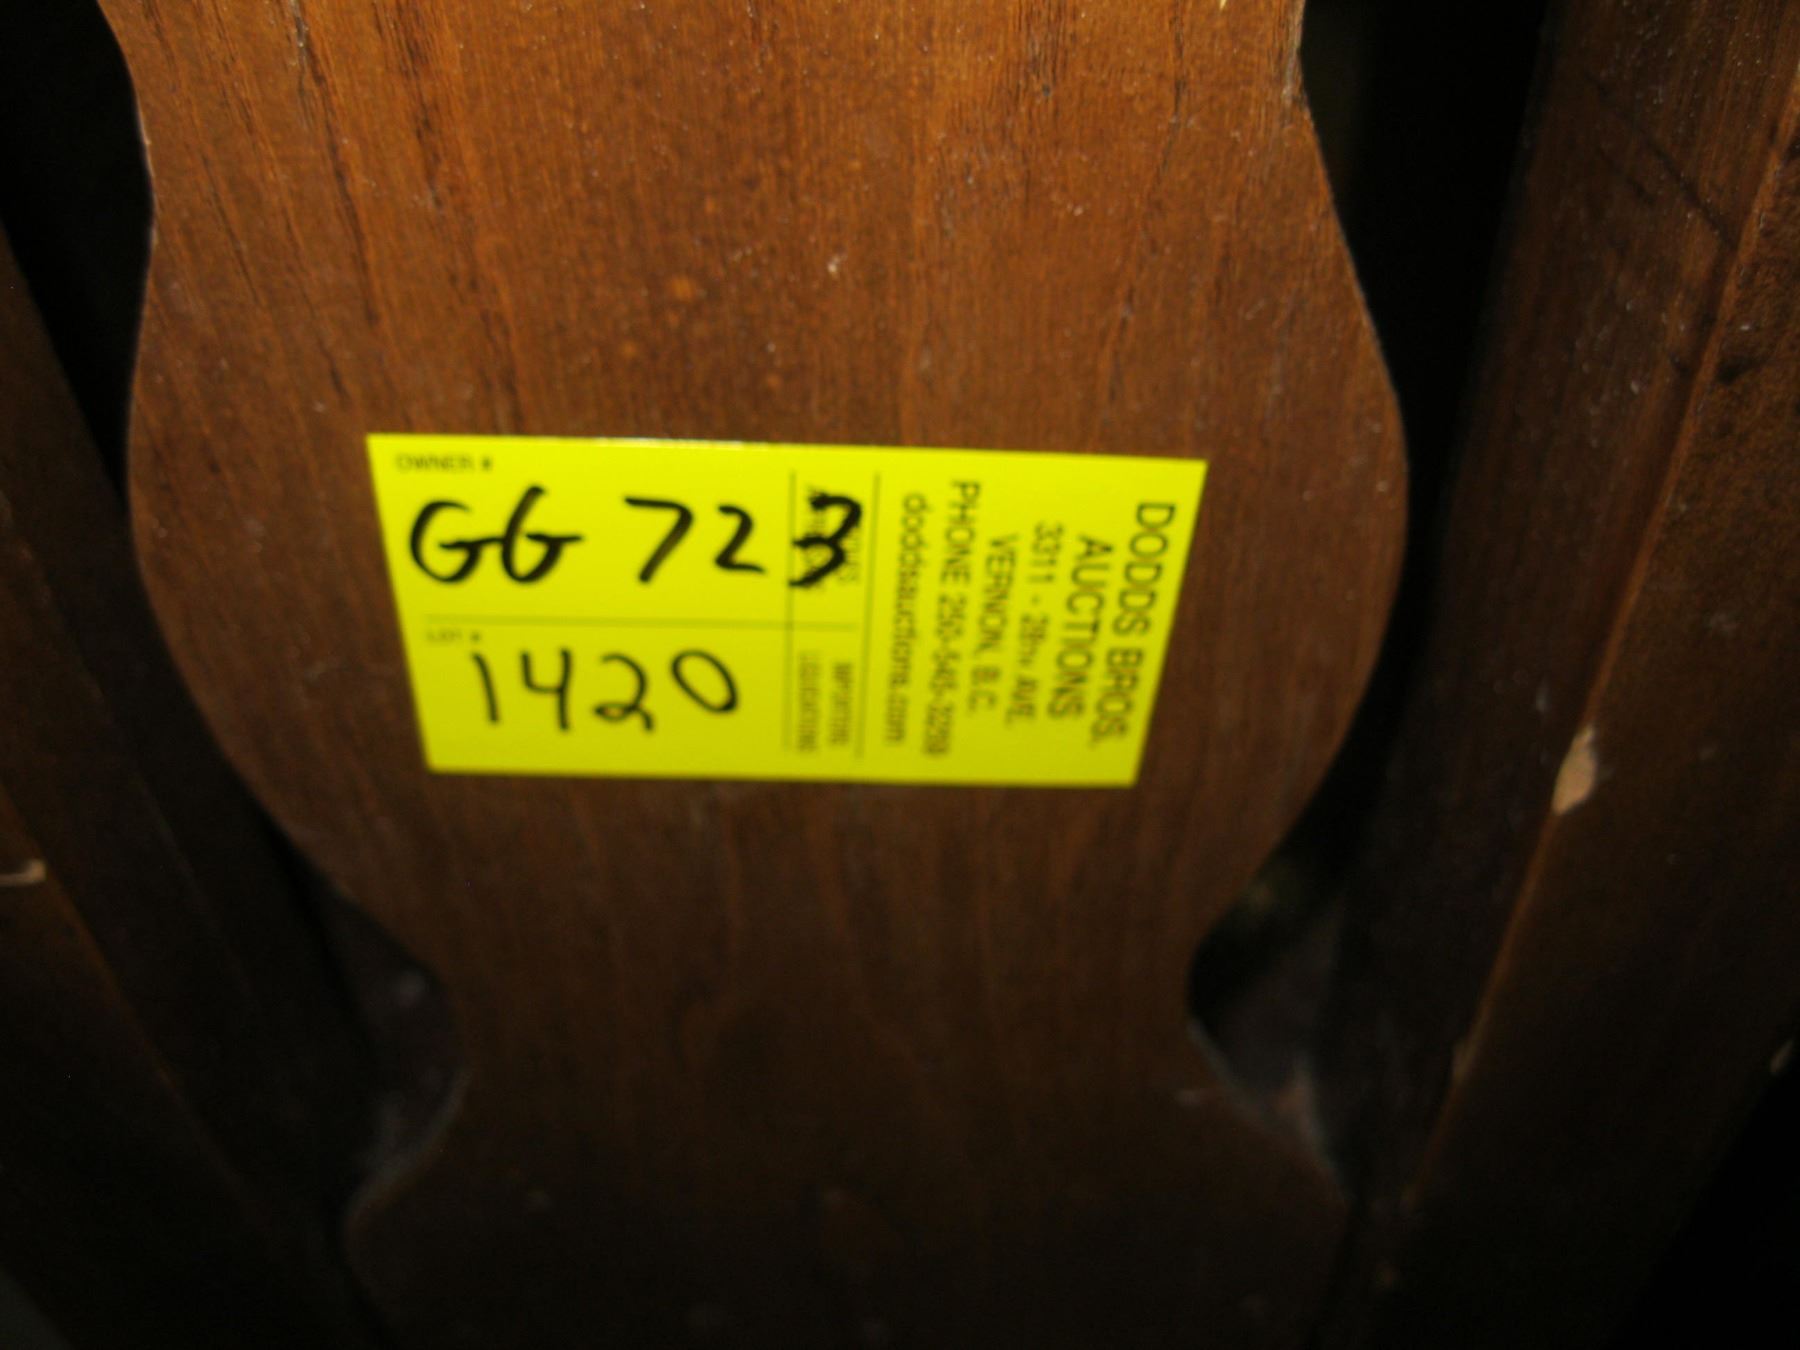 OWNER #
GG 723
LOT #
1420
DODDS BROS.
AUCTIONS
3311 - 28TH AVE.
VERNON, B.C.
PHONE 250-545-3259
doddsauctions.com